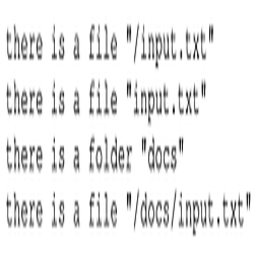 there is a file "/input.txt"
there is a file "input.txt"
there is a folder "docs"
there is a file "/docs/input.txt"